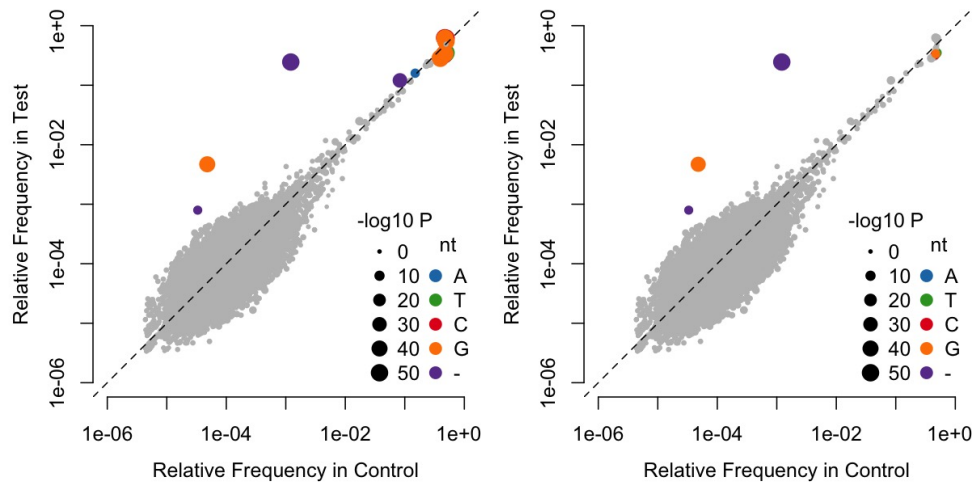 1e+0
1e-02
1e-04
1e-06
Relative Frequency in Test
-log10 P
nt
0
10 A
20 T
30 C
40 G
50 -
1e-06 1e-04 1e-02 1e+0
Relative Frequency in Control
1e+0
1e-02
1e-04
1e-06
Relative Frequency in Test
-log10 P
nt
0
10 A
20 T
30 C
40 G
50 -
1e-06 1e-04 1e-02 1e+0
Relative Frequency in Control